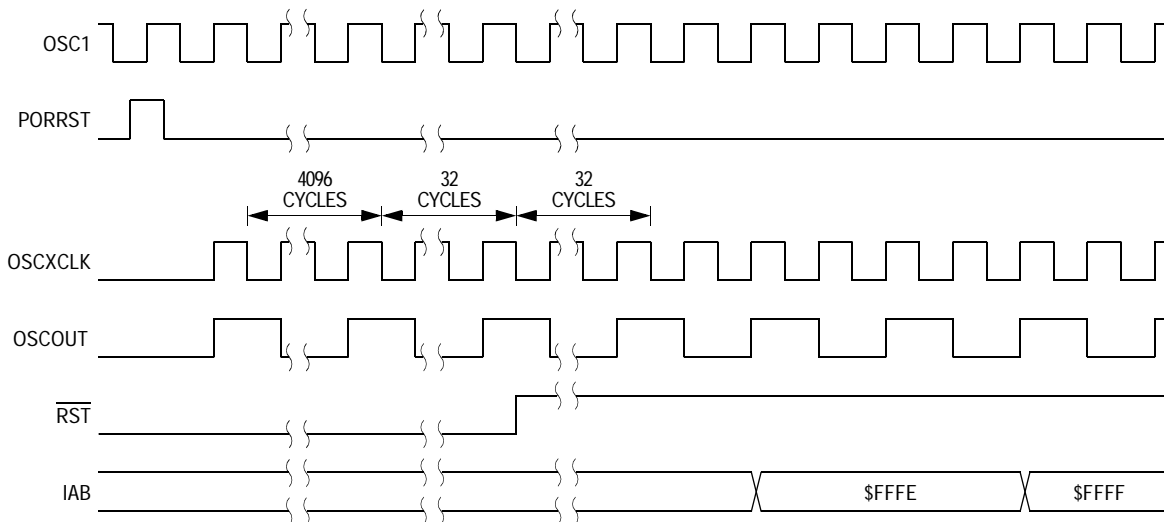 OSC1
PORRST
4096
CYCLES
32
CYCLES
32
CYCLES
OSCXCLK
OSCOUT
RST
IAB
$FFFE
$FFFF